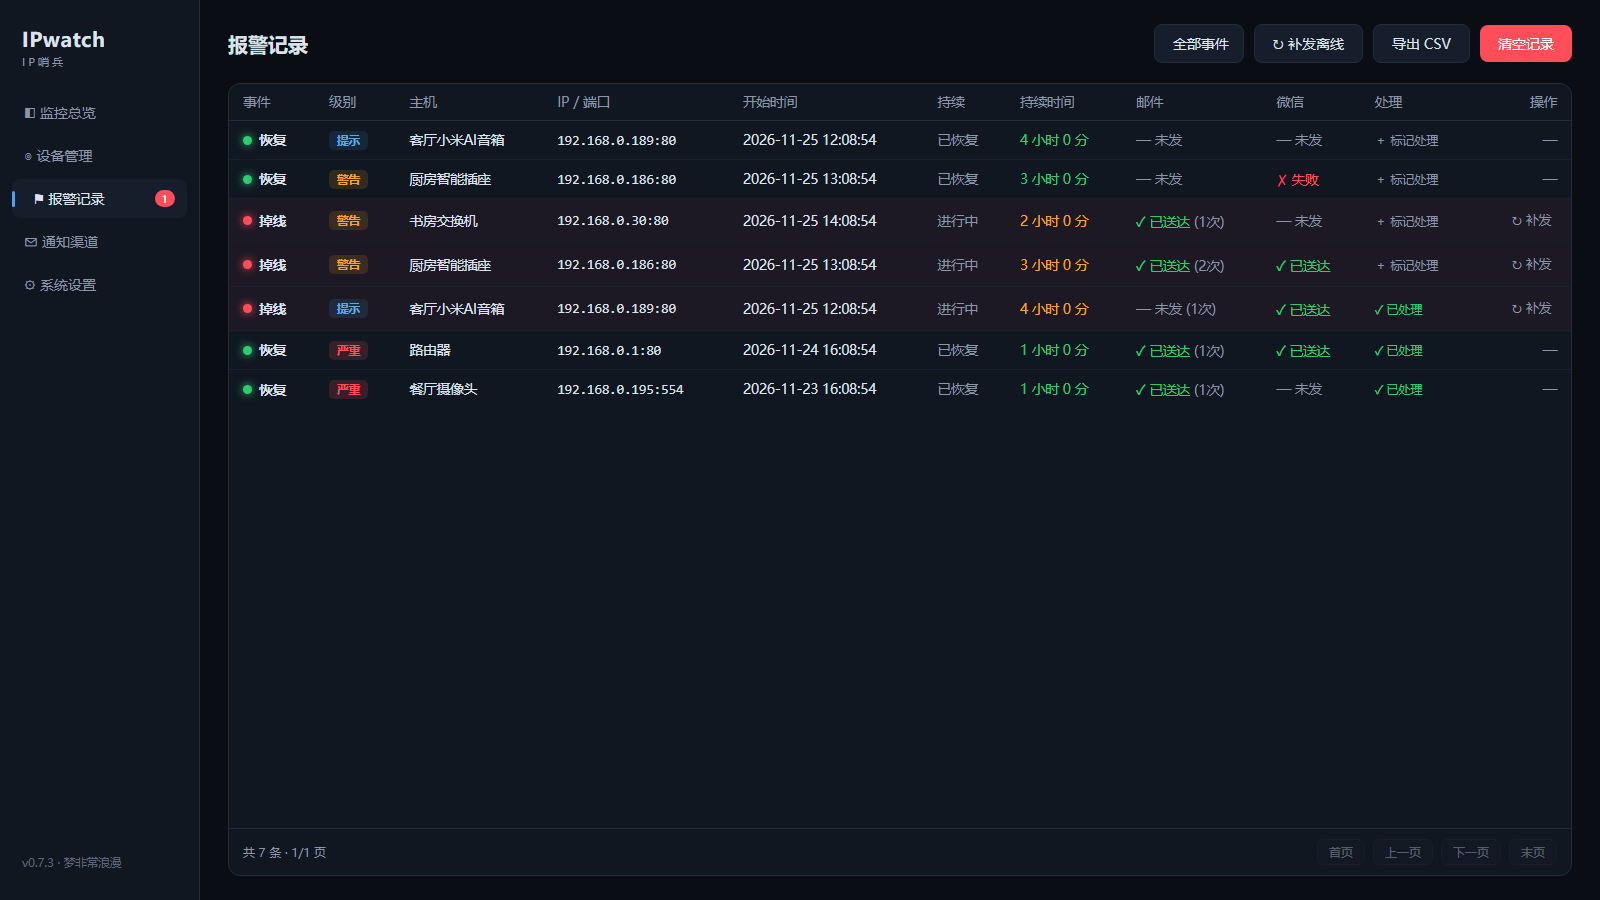 IPwatch
IP哨兵
◧ 监控总览
⊚ 设备管理
⚑ 报警记录 1
✉ 通知渠道
⚙ 系统设置
v0.7.3 · 梦非常浪漫
报警记录
全部事件 ↻ 补发离线 导出 CSV 清空记录
事件 级别 主机 IP / 端口 开始时间 持续 持续时间 邮件 微信 处理 操作
恢复 提示 客厅小米AI音箱 192.168.0.189:80 2026-11-25 12:08:54 已恢复 4 小时 0 分 — 未发 — 未发 + 标记处理 —
恢复 警告 厨房智能插座 192.168.0.186:80 2026-11-25 13:08:54 已恢复 3 小时 0 分 — 未发 ✗ 失败 + 标记处理 —
掉线 警告 书房交换机 192.168.0.30:80 2026-11-25 14:08:54 进行中 2 小时 0 分 ✓ 已送达 (1次) — 未发 + 标记处理 ↻ 补发
掉线 警告 厨房智能插座 192.168.0.186:80 2026-11-25 13:08:54 进行中 3 小时 0 分 ✓ 已送达 (2次) ✓ 已送达 + 标记处理 ↻ 补发
掉线 提示 客厅小米AI音箱 192.168.0.189:80 2026-11-25 12:08:54 进行中 4 小时 0 分 — 未发 (1次) ✓ 已送达 ✓ 已处理 ↻ 补发
恢复 严重 路由器 192.168.0.1:80 2026-11-24 16:08:54 已恢复 1 小时 0 分 ✓ 已送达 (1次) ✓ 已送达 ✓ 已处理 —
恢复 严重 餐厅摄像头 192.168.0.195:554 2026-11-23 16:08:54 已恢复 1 小时 0 分 ✓ 已送达 (1次) — 未发 ✓ 已处理 —
共 7 条 · 1/1 页
首页 上一页 下一页 末页